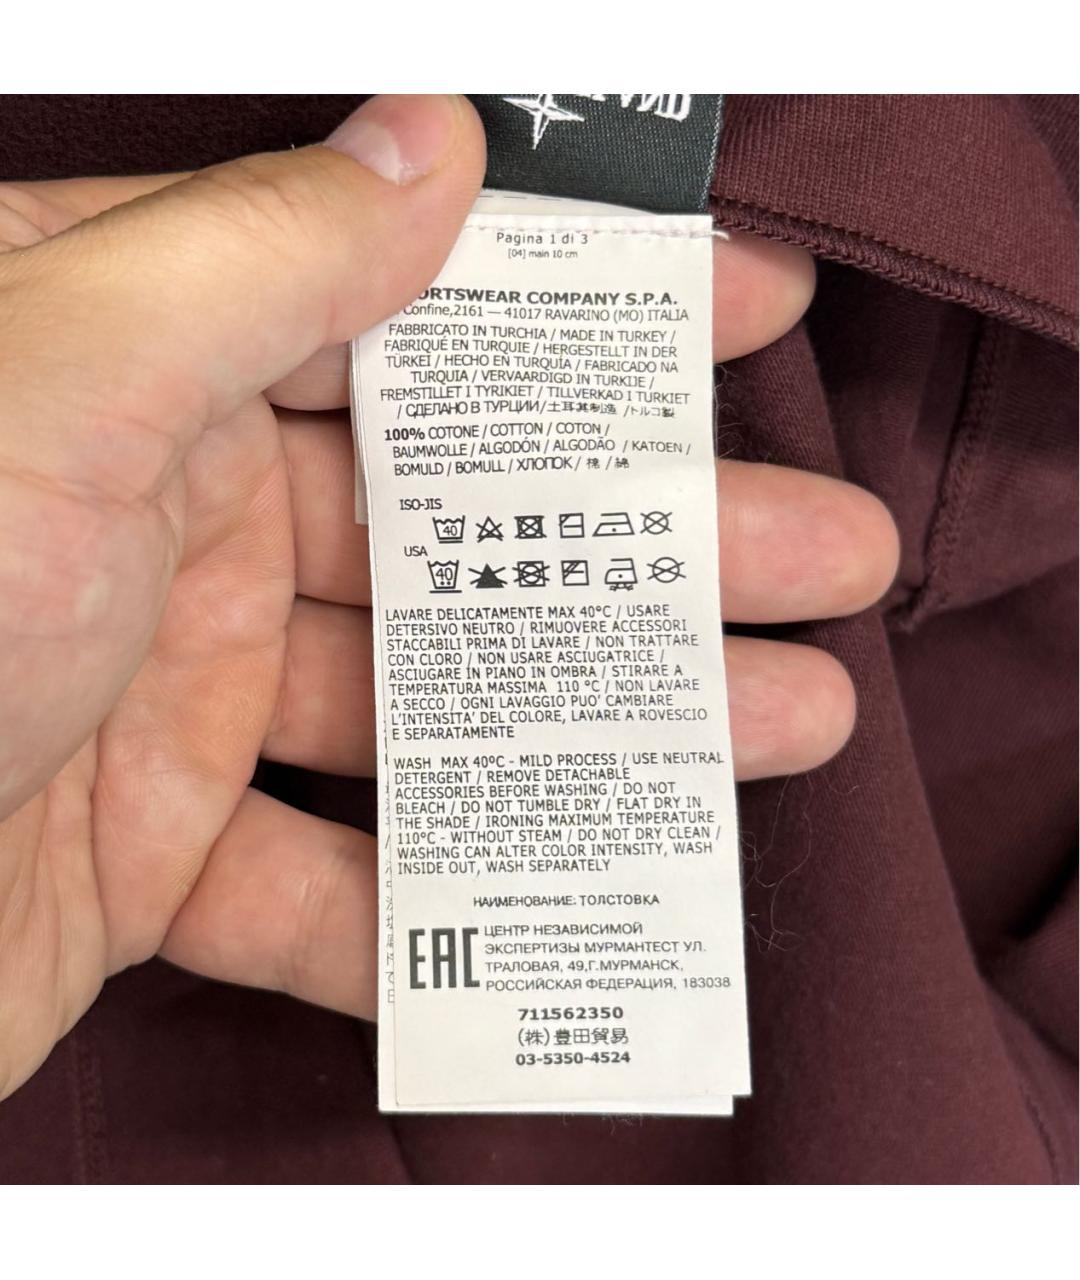 Pagina 1 di 3
[04] main 10 cm
ORTSWEAR COMPANY S.P.A.
Confine,2161 — 41017 RAVARINO (MO) ITALIA
FABBRICATO IN TURCHIA / MADE IN TURKEY /
FABRIQUÉ EN TURQUIE / HERGESTELLT IN DER
TÜRKEI / HECHO EN TURQUÍA / FABRICADO NA
TURQUIA / VERVAARDIGD IN TURKIJE /
FREMSTILLET I TYRKIET / TILLVERKAD I TURKIET
/ СДЕЛАНО В ТУРЦИИ/土耳其制造 /トルコ製
100% COTONE / COTTON / COTON /
BAUMWOLLE / ALGODÓN / ALGODÃO / KATOEN /
BOMULD / BOMULL / ХЛОПОК / 棉 / 綿
ISO-JIS
40
USA
40
LAVARE DELICATAMENTE MAX 40°C / USARE
DETERSIVO NEUTRO / RIMUOVERE ACCESSORI
STACCABILI PRIMA DI LAVARE / NON TRATTARE
CON CLORO / NON USARE ASCIUGATRICE /
ASCIUGARE IN PIANO IN OMBRA / STIRARE A
TEMPERATURA MASSIMA 110 °C / NON LAVARE
A SECCO / OGNI LAVAGGIO PUO' CAMBIARE
L'INTENSITA' DEL COLORE, LAVARE A ROVESCIO
E SEPARATAMENTE
WASH MAX 40°C - MILD PROCESS / USE NEUTRAL
DETERGENT / REMOVE DETACHABLE
ACCESSORIES BEFORE WASHING / DO NOT
BLEACH / DO NOT TUMBLE DRY / FLAT DRY IN
THE SHADE / IRONING MAXIMUM TEMPERATURE
110°C - WITHOUT STEAM / DO NOT DRY CLEAN /
WASHING CAN ALTER COLOR INTENSITY, WASH
INSIDE OUT, WASH SEPARATELY
НАИМЕНОВАНИЕ: ТОЛСТОВКА
EAC
ЦЕНТР НЕЗАВИСИМОЙ
ЭКСПЕРТИЗЫ МУРМАНТЕСТ УЛ.
ТРАЛОВАЯ, 49,Г.МУРМАНСК,
РОССИЙСКАЯ ФЕДЕРАЦИЯ, 183038
711562350
(株)豊田貿易
03-5350-4524